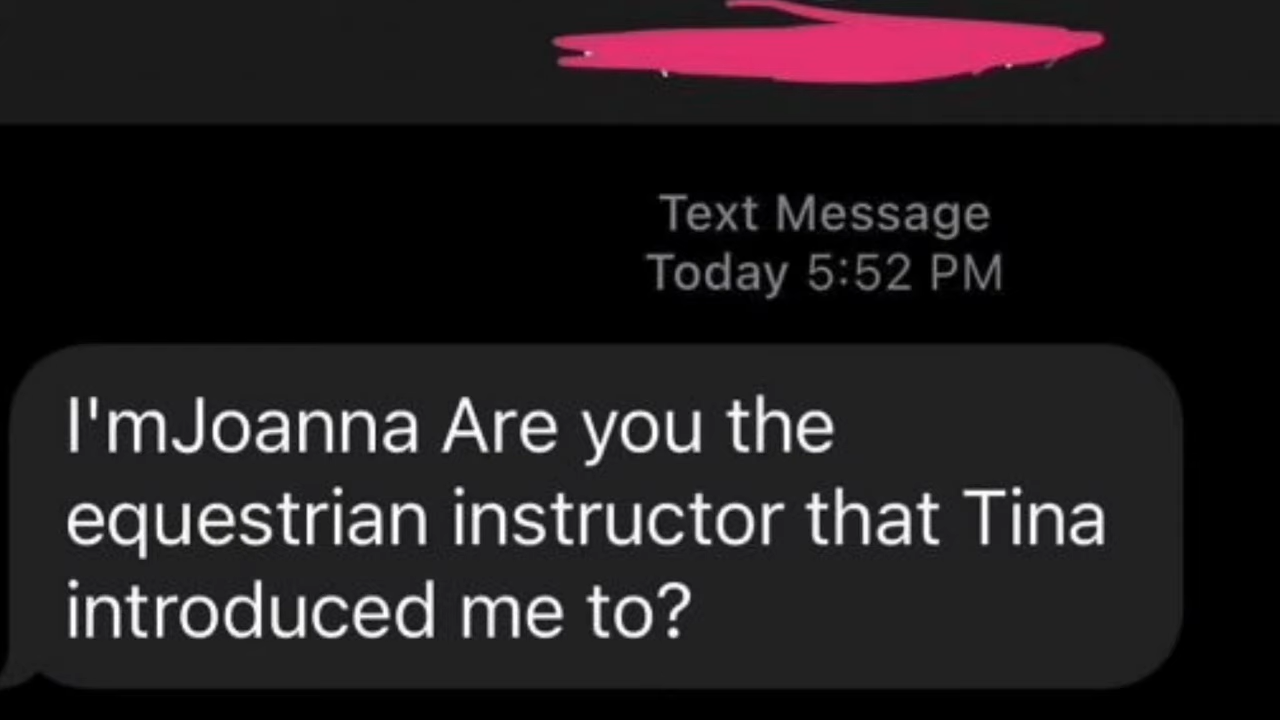 Text Message
Today 5:52 PM
I'mJoanna Are you the
equestrian instructor that Tina
introduced me to?